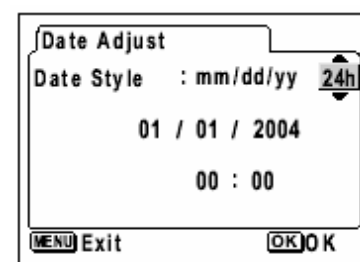 Date Adjust
Date Style : mm/dd/yy 24h
01 / 01 / 2004
00 : 00
MENU Exit OK OK